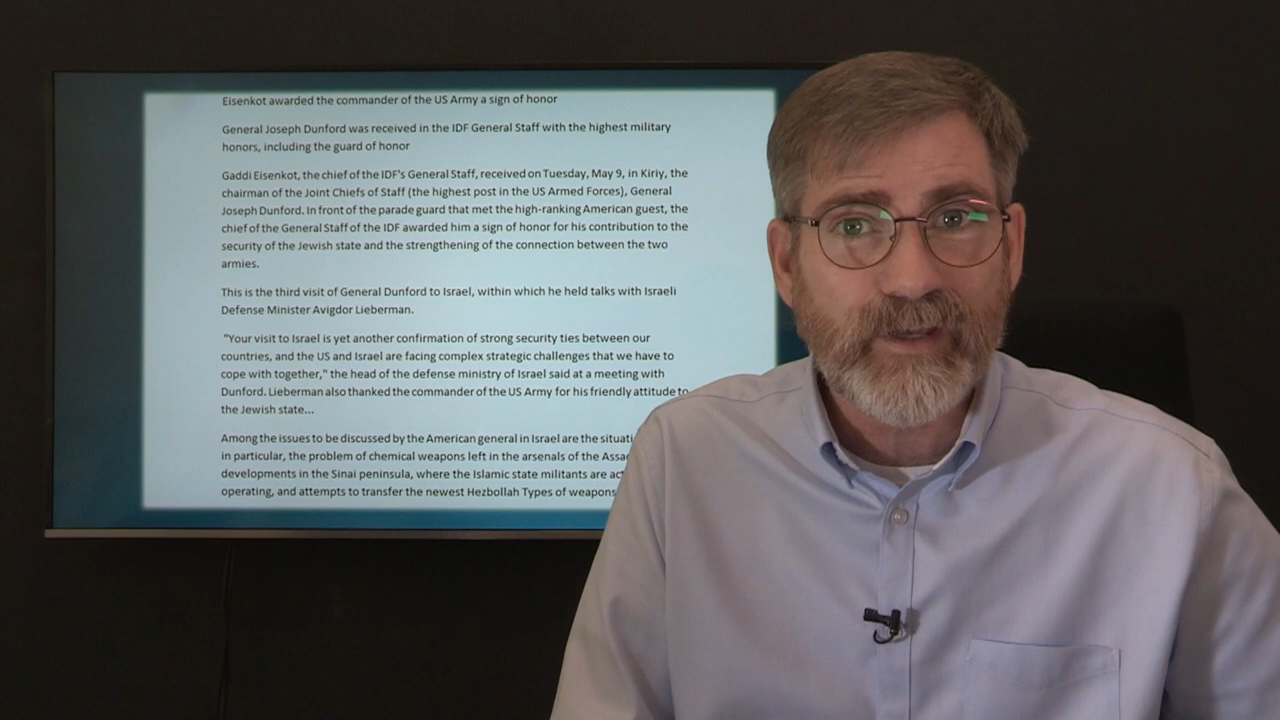 Eisenkot awarded the commander of the US Army a sign of honor
General Joseph Dunford was received in the IDF General Staff with the highest military
honors, including the guard of honor
Gaddi Eisenkot, the chief of the IDF's General Staff, received on Tuesday, May 9, in Kiriy, the
chairman of the Joint Chiefs of Staff (the highest post in the US Armed Forces), General
Joseph Dunford. In front of the parade guard that met the high-ranking American guest, the
chief of the General Staff of the IDF awarded him a sign of honor for his contribution to the
security of the Jewish state and the strengthening of the connection between the two
armies.
This is the third visit of General Dunford to Israel, within which he held talks with Israeli
Defense Minister Avigdor Lieberman.
"Your visit to Israel is yet another confirmation of strong security ties between our
countries, and the US and Israel are facing complex strategic challenges that we have to
cope with together," the head of the defense ministry of Israel said at a meeting with
Dunford. Lieberman also thanked the commander of the US Army for his friendly attitude to
the Jewish state...
Among the issues to be discussed by the American general in Israel are the
in particular, the problem of chemical weapons left in the arsenals of the
developments in the Sinai peninsula, where the Islamic state militants are
operating, and attempts to transfer the newest Hezbollah Types of weapons